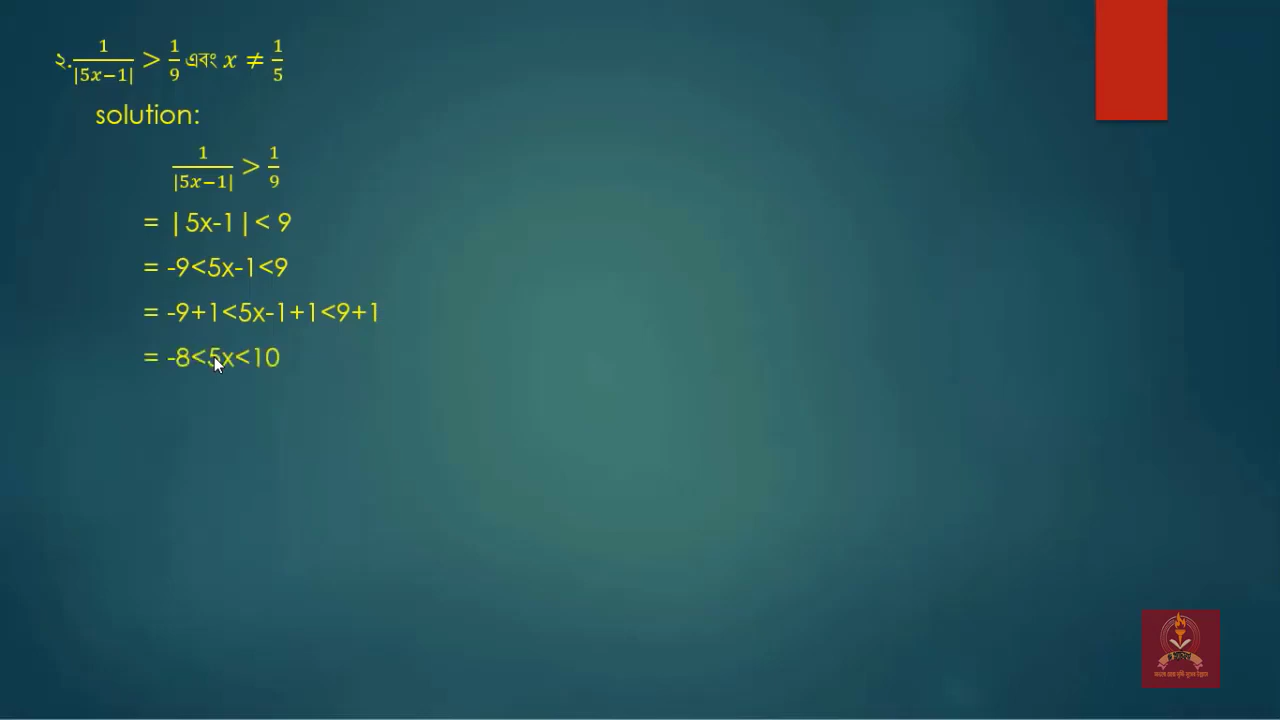 ২. 1/|5x−1| > 1/9 এবং x ≠ 1/5
solution:
1/|5x−1| > 1/9
= |5x-1|< 9
= -9<5x-1<9
= -9+1<5x-1+1<9+1
= -8<5x<10